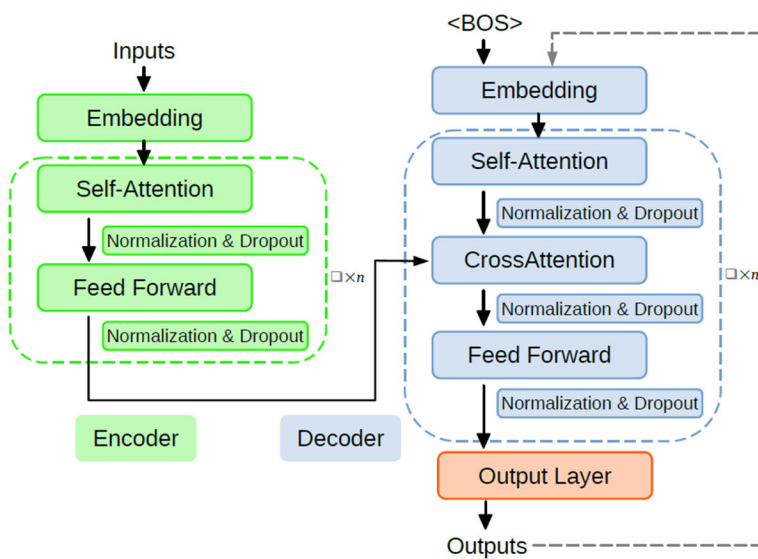 Inputs
Embedding
Self-Attention
Normalization & Dropout
Feed Forward
Normalization & Dropout
❑×n
Encoder
<BOS>
Embedding
Self-Attention
Normalization & Dropout
CrossAttention
Normalization & Dropout
Feed Forward
Normalization & Dropout
❑×n
Decoder
Output Layer
Outputs